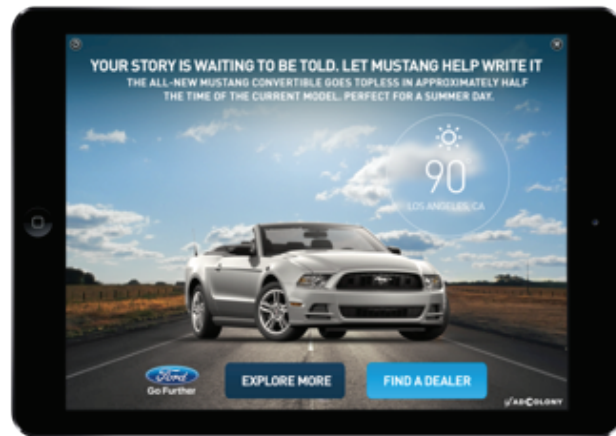 YOUR STORY IS WAITING TO BE TOLD. LET MUSTANG HELP WRITE IT
THE ALL-NEW MUSTANG CONVERTIBLE GOES TOPLESS IN APPROXIMATELY HALF
THE TIME OF THE CURRENT MODEL. PERFECT FOR A SUMMER DAY.
90
LOS ANGELES, CA
Ford
Go Further
EXPLORE MORE
FIND A DEALER
ADCOLONY